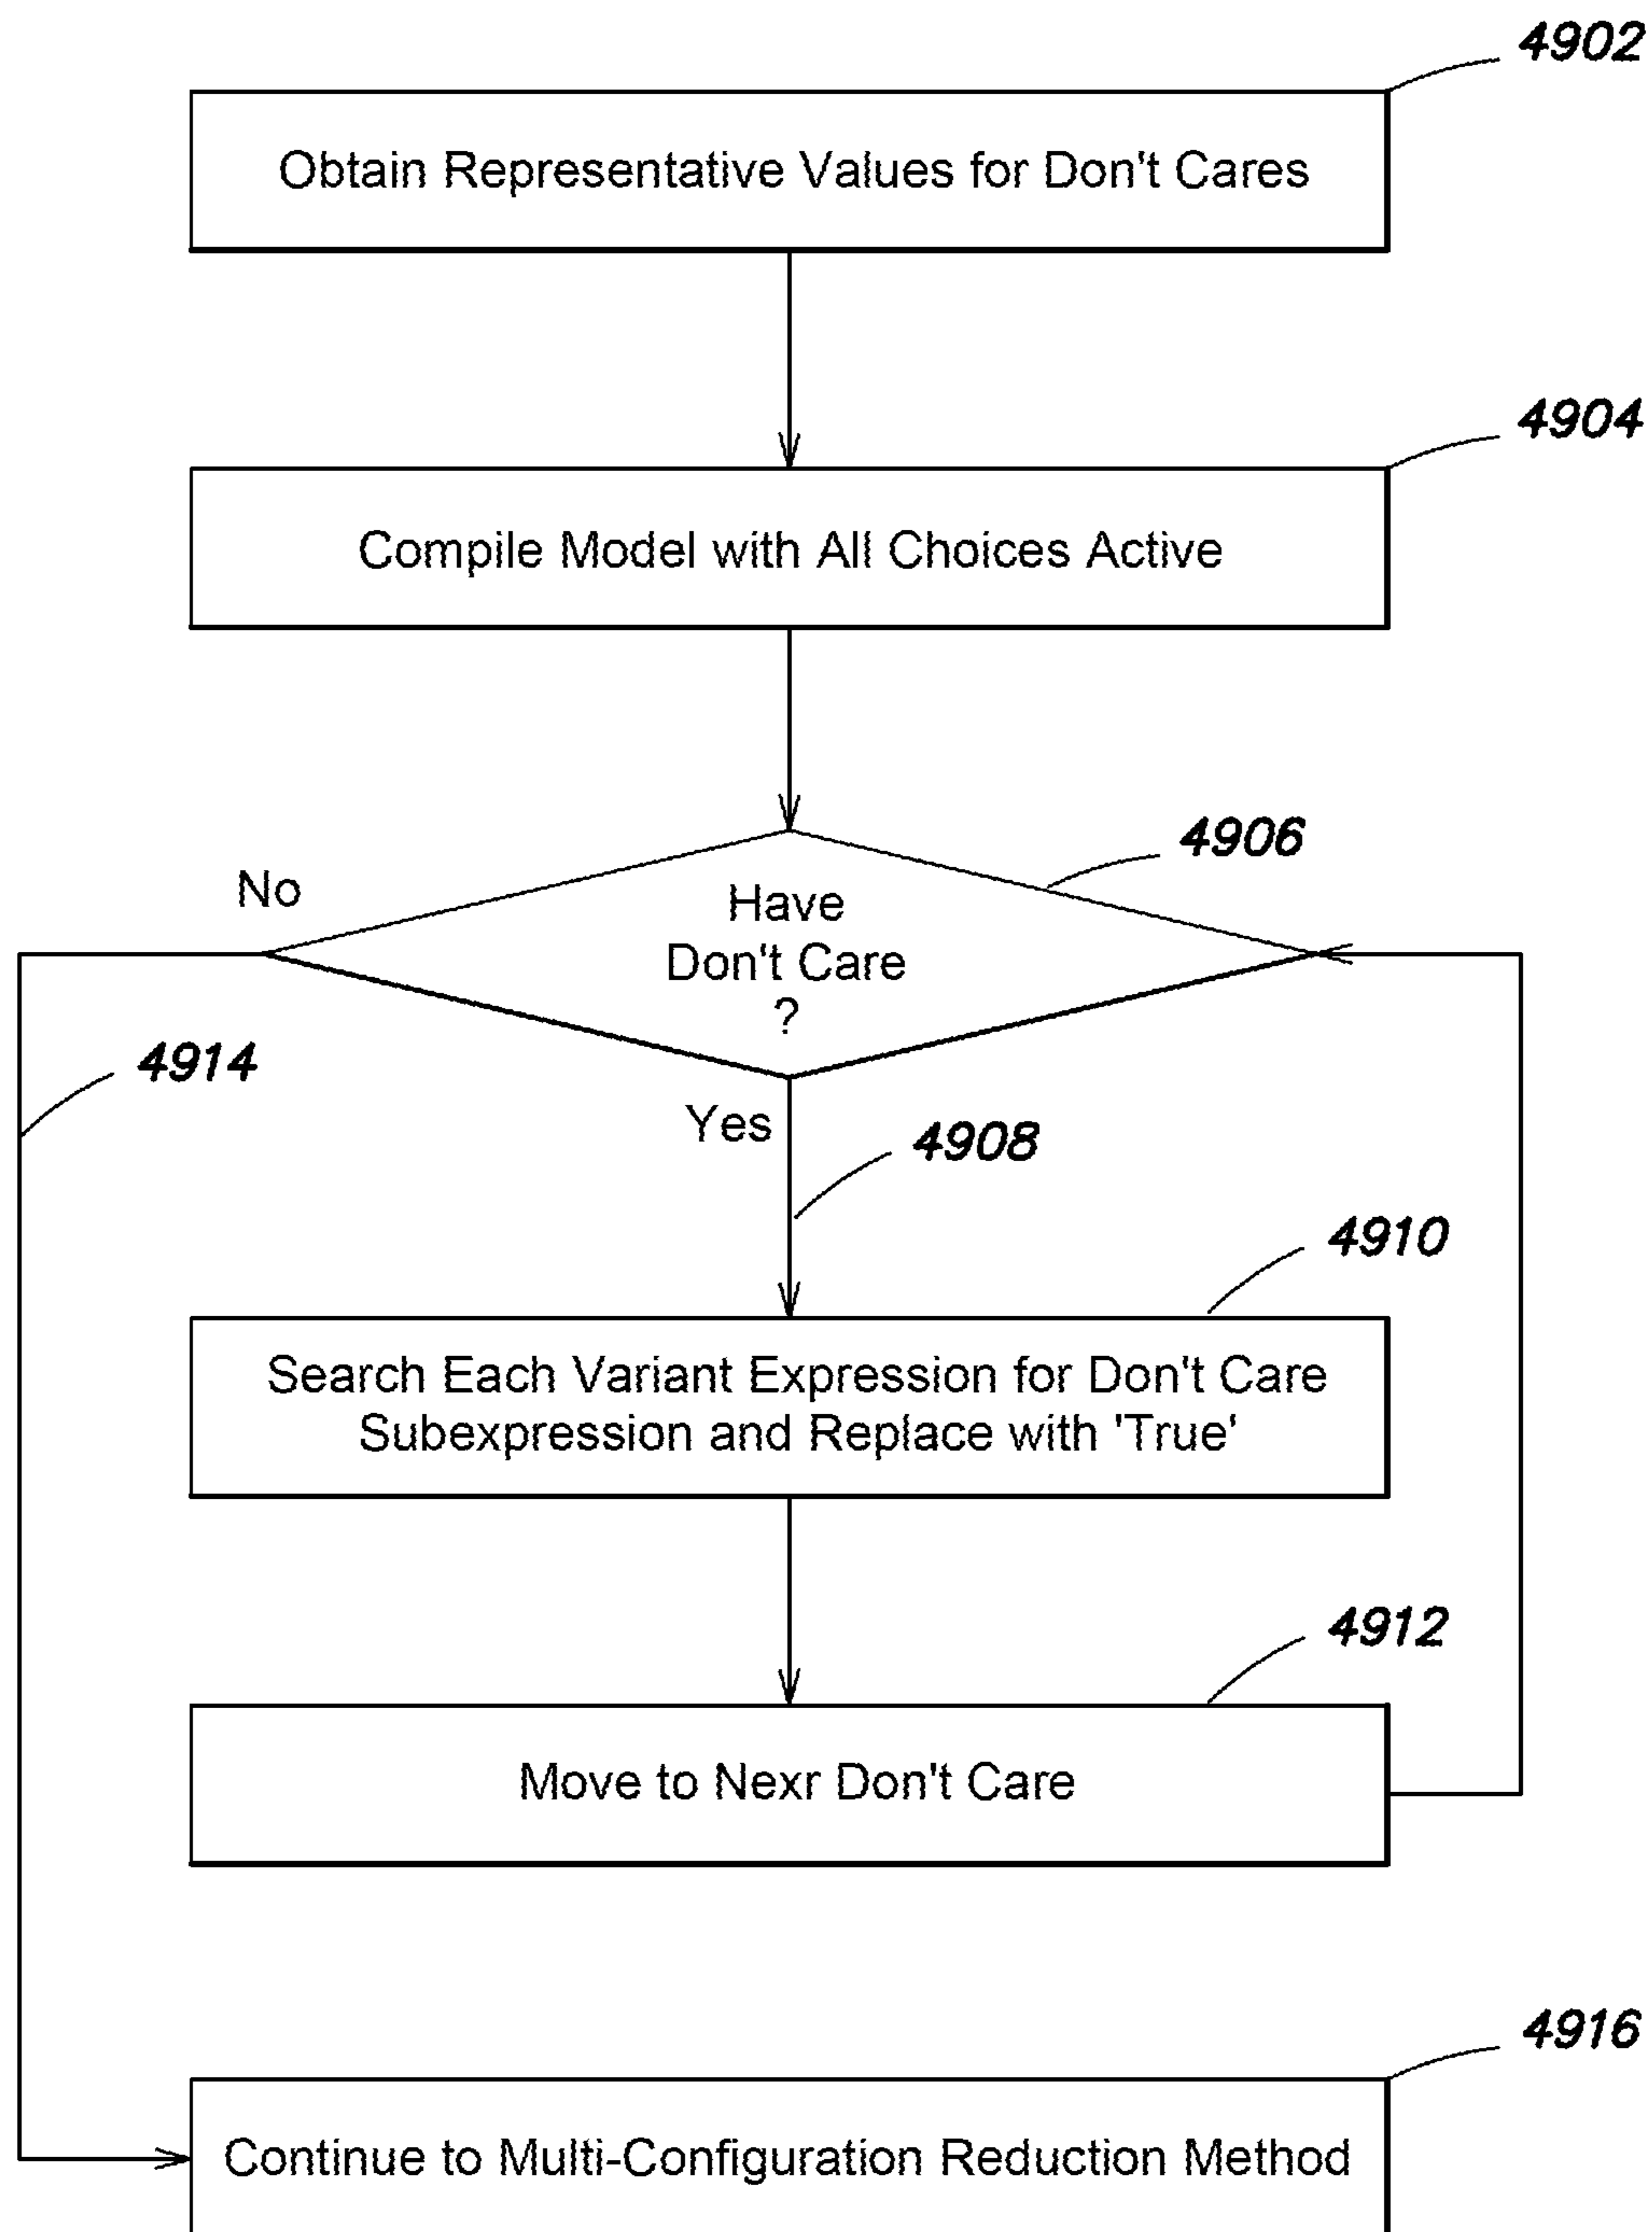 4902
Obtain Representative Values for Don't Cares
4904
Compile Model with All Choices Active
4906
No
Have
Don't Care
?
4914
Yes
4908
4910
Search Each Variant Expression for Don't Care
Subexpression and Replace with 'True'
4912
Move to Nexr Don't Care
4916
Continue to Multi-Configuration Reduction Method